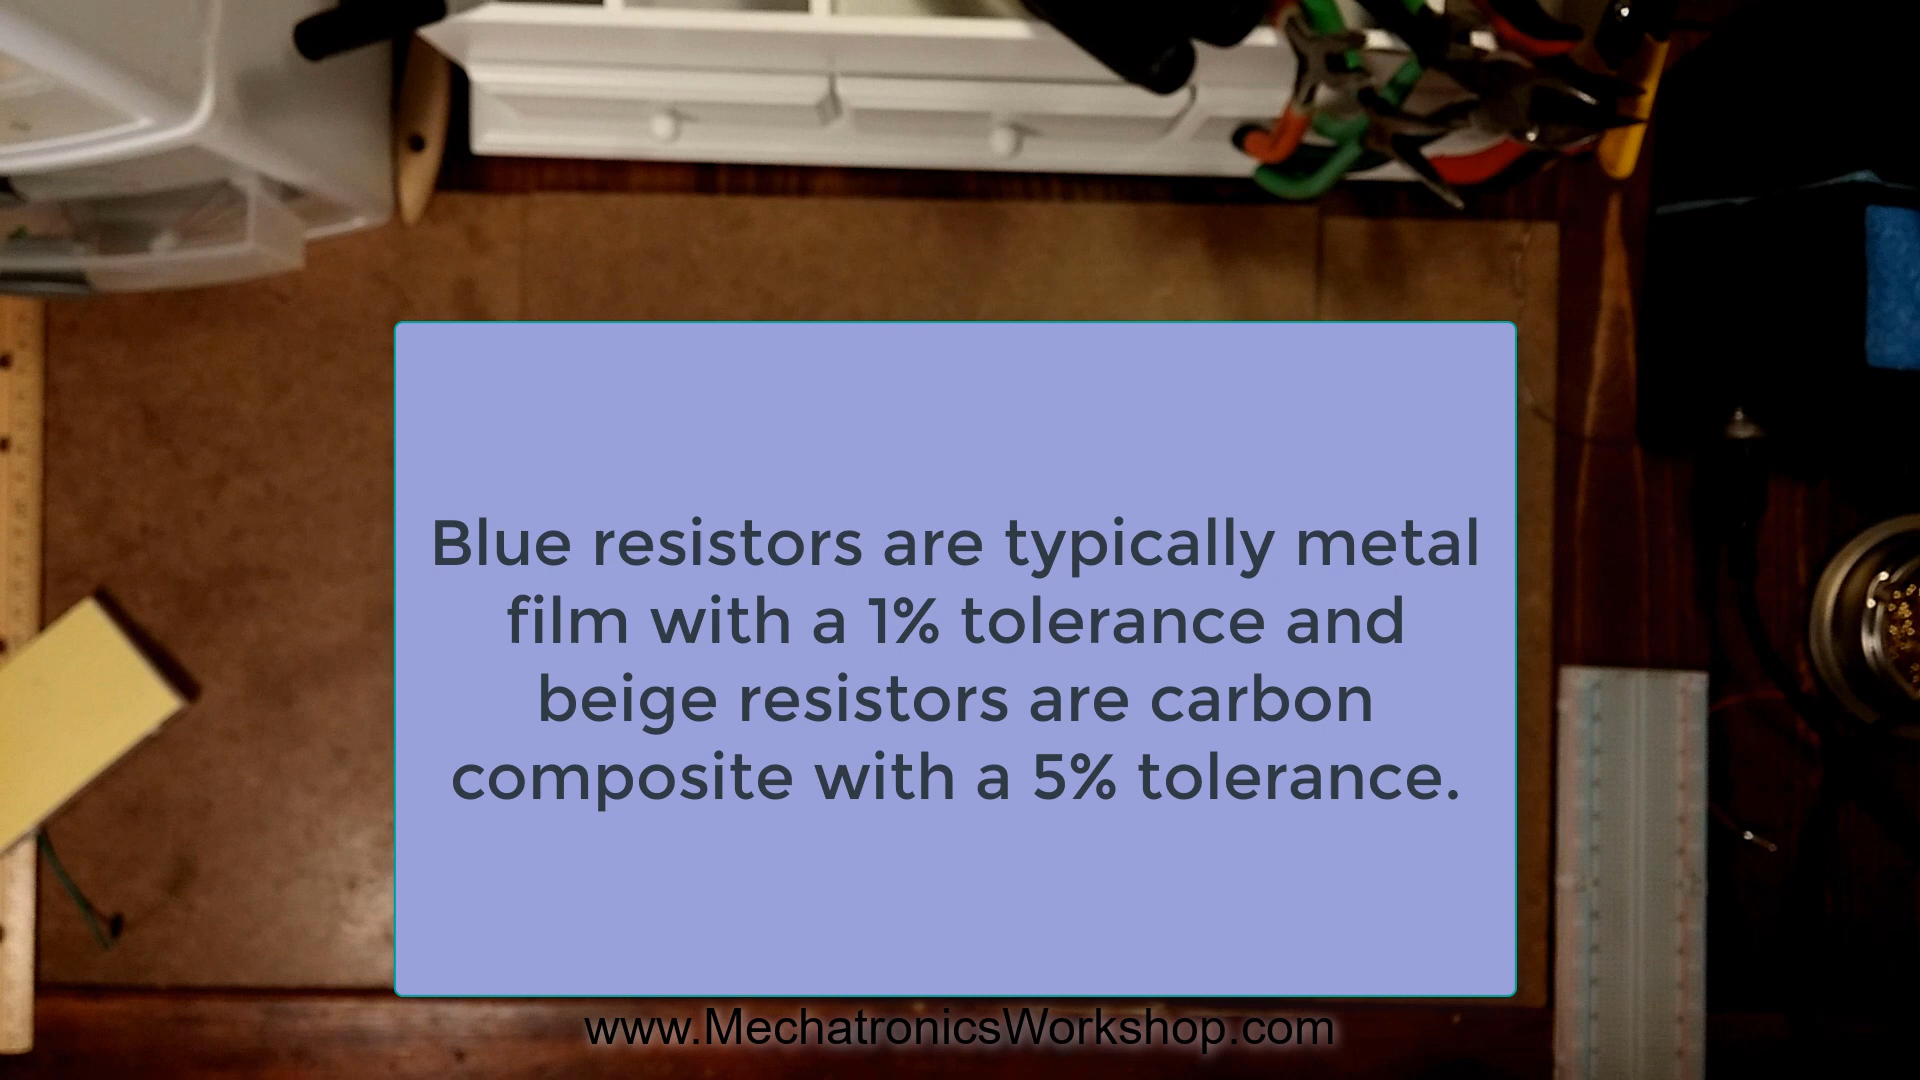 Blue resistors are typically metal
film with a 1% tolerance and
beige resistors are carbon
composite with a 5% tolerance.
www.MechatronicsWorkshop.com